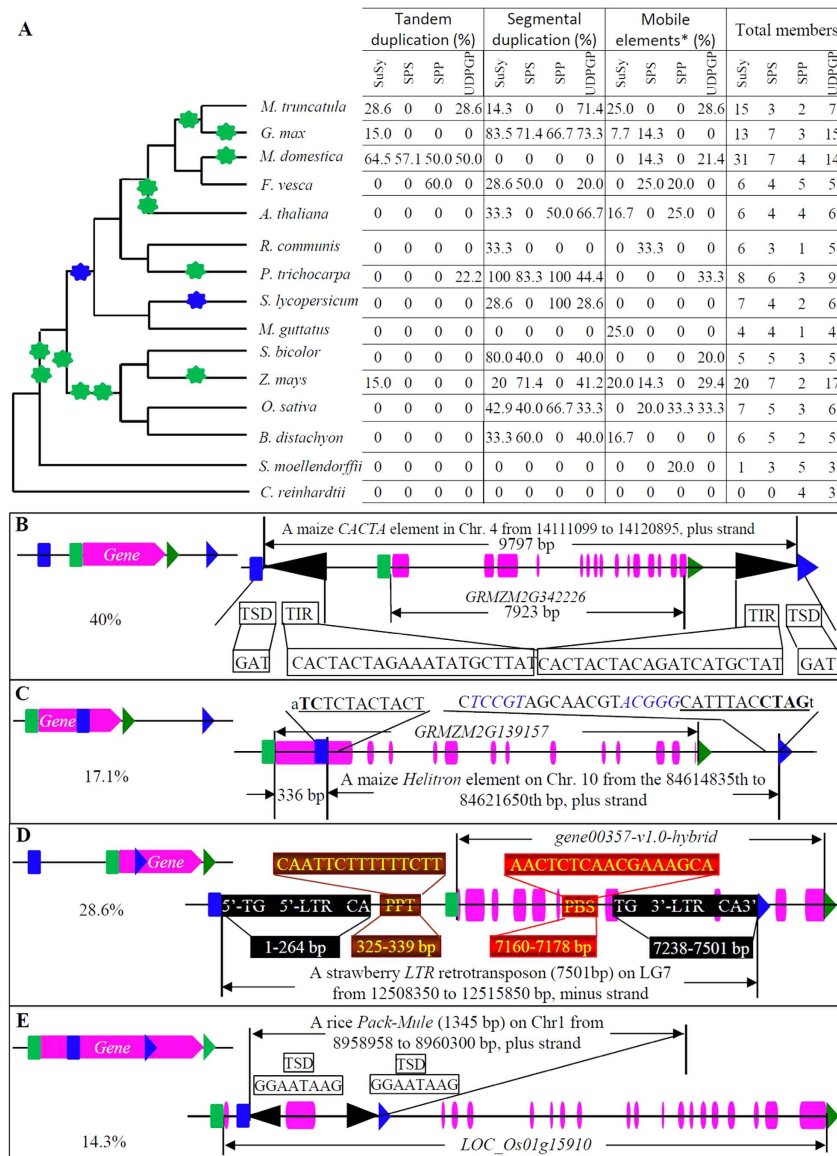 A
Tandem duplication (%) Segmental duplication (%) Mobile elements* (%) Total members
SuSy SPS SPP UDPGP SuSy SPS SPP UDPGP SuSy SPS SPP UDPGP SuSy SPS SPP UDPGP
M. truncatula 28.6 0 0 28.6 14.3 0 0 71.4 25.0 0 0 28.6 15 3 2 7
G. max 15.0 0 0 0 83.5 71.4 66.7 73.3 7.7 14.3 0 0 13 7 3 15
M. domestica 64.5 57.1 50.0 50.0 0 0 0 0 0 14.3 0 21.4 31 7 4 14
F. vesca 0 0 60.0 0 28.6 50.0 0 20.0 0 25.0 20.0 0 6 4 5 5
A. thaliana 0 0 0 0 33.3 0 50.0 66.7 16.7 0 25.0 0 6 4 4 6
R. communis 0 0 0 0 33.3 0 0 0 0 33.3 0 0 6 3 1 5
P. trichocarpa 0 0 0 22.2 100 83.3 100 44.4 0 0 0 33.3 8 6 3 9
S. lycopersicum 0 0 0 0 28.6 0 100 28.6 0 0 0 0 7 4 2 6
M. guttatus 0 0 0 0 0 0 0 0 25.0 0 0 0 4 4 1 4
S. bicolor 0 0 0 0 80.0 40.0 0 40.0 0 0 0 20.0 5 5 3 5
Z. mays 15.0 0 0 0 20 71.4 0 41.2 20.0 14.3 0 29.4 20 7 2 17
O. sativa 0 0 0 0 42.9 40.0 66.7 33.3 0 20.0 33.3 33.3 7 5 3 6
B. distachyon 0 0 0 0 33.3 60.0 0 40.0 16.7 0 0 0 6 5 2 5
S. moellendorffii 0 0 0 0 0 0 0 0 0 0 20.0 0 1 3 5 3
C. reinhardtii 0 0 0 0 0 0 0 0 0 0 0 0 0 0 4 3
B
A maize CACTA element in Chr. 4 from 14111099 to 14120895, plus strand
9797 bp
Gene
GRMZM2G342226
7923 bp
40%
TSD TIR TIR TSD
GAT CACTACTAGAAATATGCTTAT CACTACTACAGATCATGCTAT GAT
C
aTCTCTACTACT CTCCGTAGCAACGTACGGGCATTTACCTAGt
Gene
GRMZM2G139157
17.1%
336 bp
A maize Helitron element on Chr. 10 from the 84614835th to
84621650th bp, plus strand
D
gene00357-v1.0-hybrid
Gene
CAATTCTTTTTTCTT AACTCTCAACGAAAGCA
28.6%
5'-TG 5'-LTR CA PPT PBS TG 3'-LTR CA3'
1-264 bp 325-339 bp 7160-7178 bp 7238-7501 bp
A strawberry LTR retrotransposon (7501bp) on LG7
from 12508350 to 12515850 bp, minus strand
E
A rice Pack-Mule (1345 bp) on Chr1 from
8958958 to 8960300 bp, plus strand
Gene
TSD TSD
GGAATAAG GGAATAAG
14.3%
LOC_Os01g15910